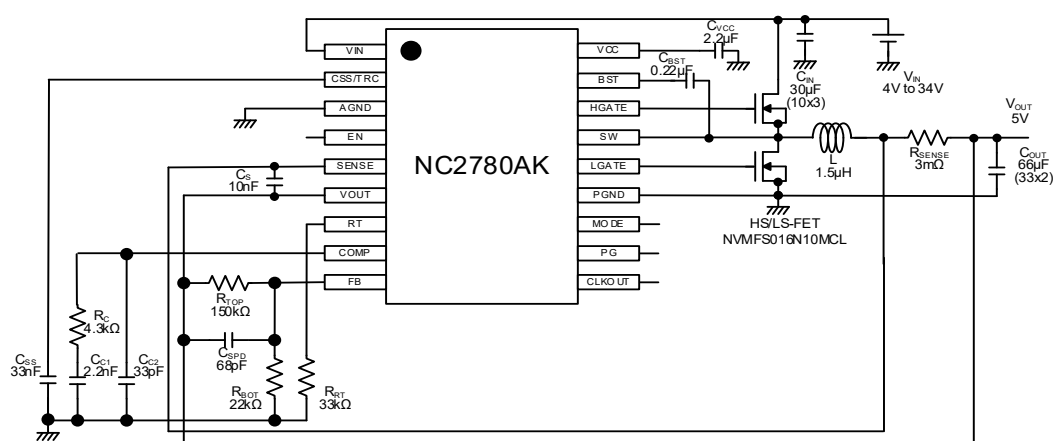 NC2780AK
VIN
CSS/TRC
AGND
EN
SENSE
VOUT
RT
COMP
FB
VCC
BST
HGATE
SW
LGATE
PGND
MODE
PG
CLKOUT
CVCC
2.2µF
CBST
0.22µF
CIN
30µF
(10x3)
VIN
4V to 34V
VOUT
5V
L
1.5µH
RSENSE
3mΩ
COUT
66µF
(33x2)
HS/LS-FET
NVMFS016N10MCL
CS
10nF
RTOP
150kΩ
CSPD
68pF
RC
4.3kΩ
CSS
33nF
CC1
2.2nF
CC2
33pF
RBOT
22kΩ
RRT
33kΩ